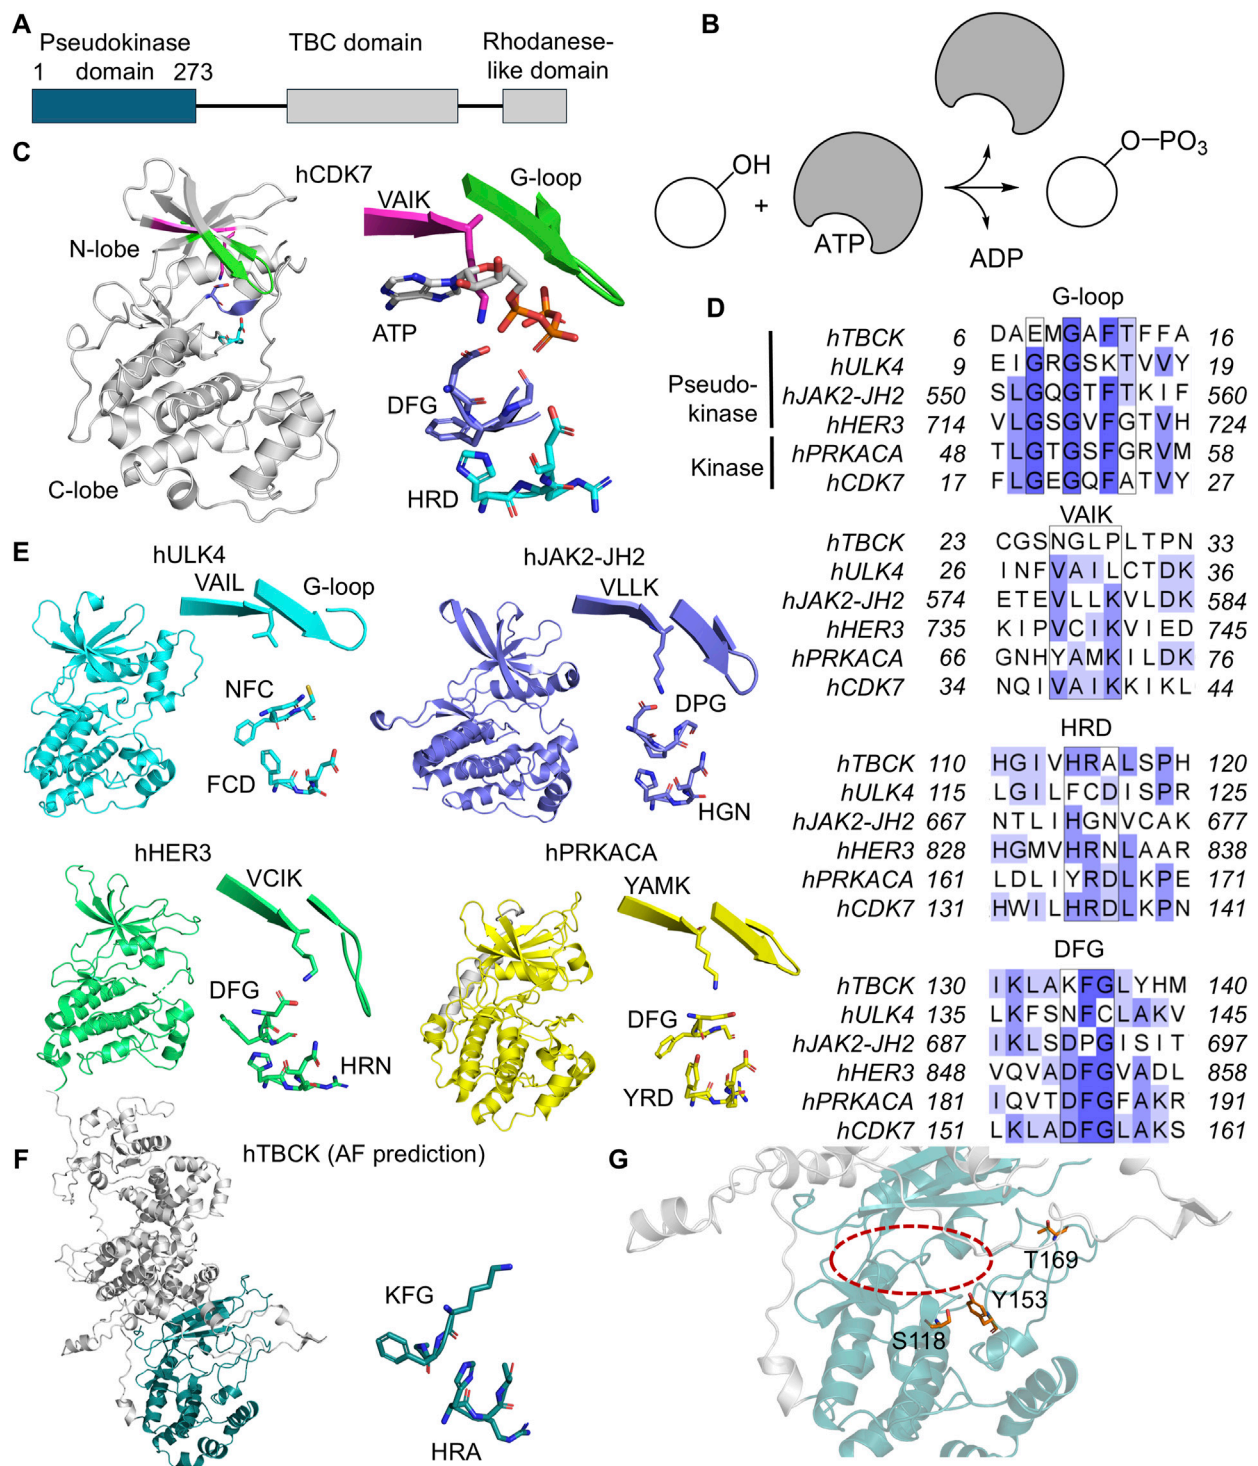 A
Pseudokinase
domain
1
273
TBC domain
Rhodanese-
like domain
B
OH
+
ATP
ADP
O–PO3
C
hCDK7
VAIK
G-loop
N-lobe
C-lobe
ATP
DFG
HRD
D
Pseudo-
kinase
Kinase
G-loop
hTBCK 6 DAEMGAFTFFA 16
hULK4 9 EIGRGSKTVVY 19
hJAK2-JH2 550 SLGQGTFTKIF 560
hHER3 714 VLGSGVFGTVH 724
hPRKACA 48 TLGTGSFGRVM 58
hCDK7 17 FLGEGQFATVY 27
VAIK
hTBCK 23 CGSNGLPLTPN 33
hULK4 26 INFVAILCTDK 36
hJAK2-JH2 574 ETEVLLKVLDK 584
hHER3 735 KIPVCIKVIED 745
hPRKACA 66 GNHYAMKILDK 76
hCDK7 34 NQIVAIKKIKL 44
HRD
hTBCK 110 HGIVHRALSPH 120
hULK4 115 LGILFCDISPR 125
hJAK2-JH2 667 NTLIHGNVCAK 677
hHER3 828 HGMVHRNLAAR 838
hPRKACA 161 LDLIYRDLKPE 171
hCDK7 131 HWILHRDLKPN 141
DFG
hTBCK 130 IKLAKFGLYHM 140
hULK4 135 LKFSNFCLAKV 145
hJAK2-JH2 687 IKLSDPGISIT 697
hHER3 848 VQVADFGVADL 858
hPRKACA 181 IQVTDFGFAKR 191
hCDK7 151 LKLADFGLAKS 161
E
hULK4
VAIL
G-loop
NFC
FCD
hJAK2-JH2
VLLK
DPG
HGN
hHER3
VCIK
DFG
HRN
hPRKACA
YAMK
DFG
YRD
F
hTBCK (AF prediction)
KFG
HRA
G
T169
Y153
S118